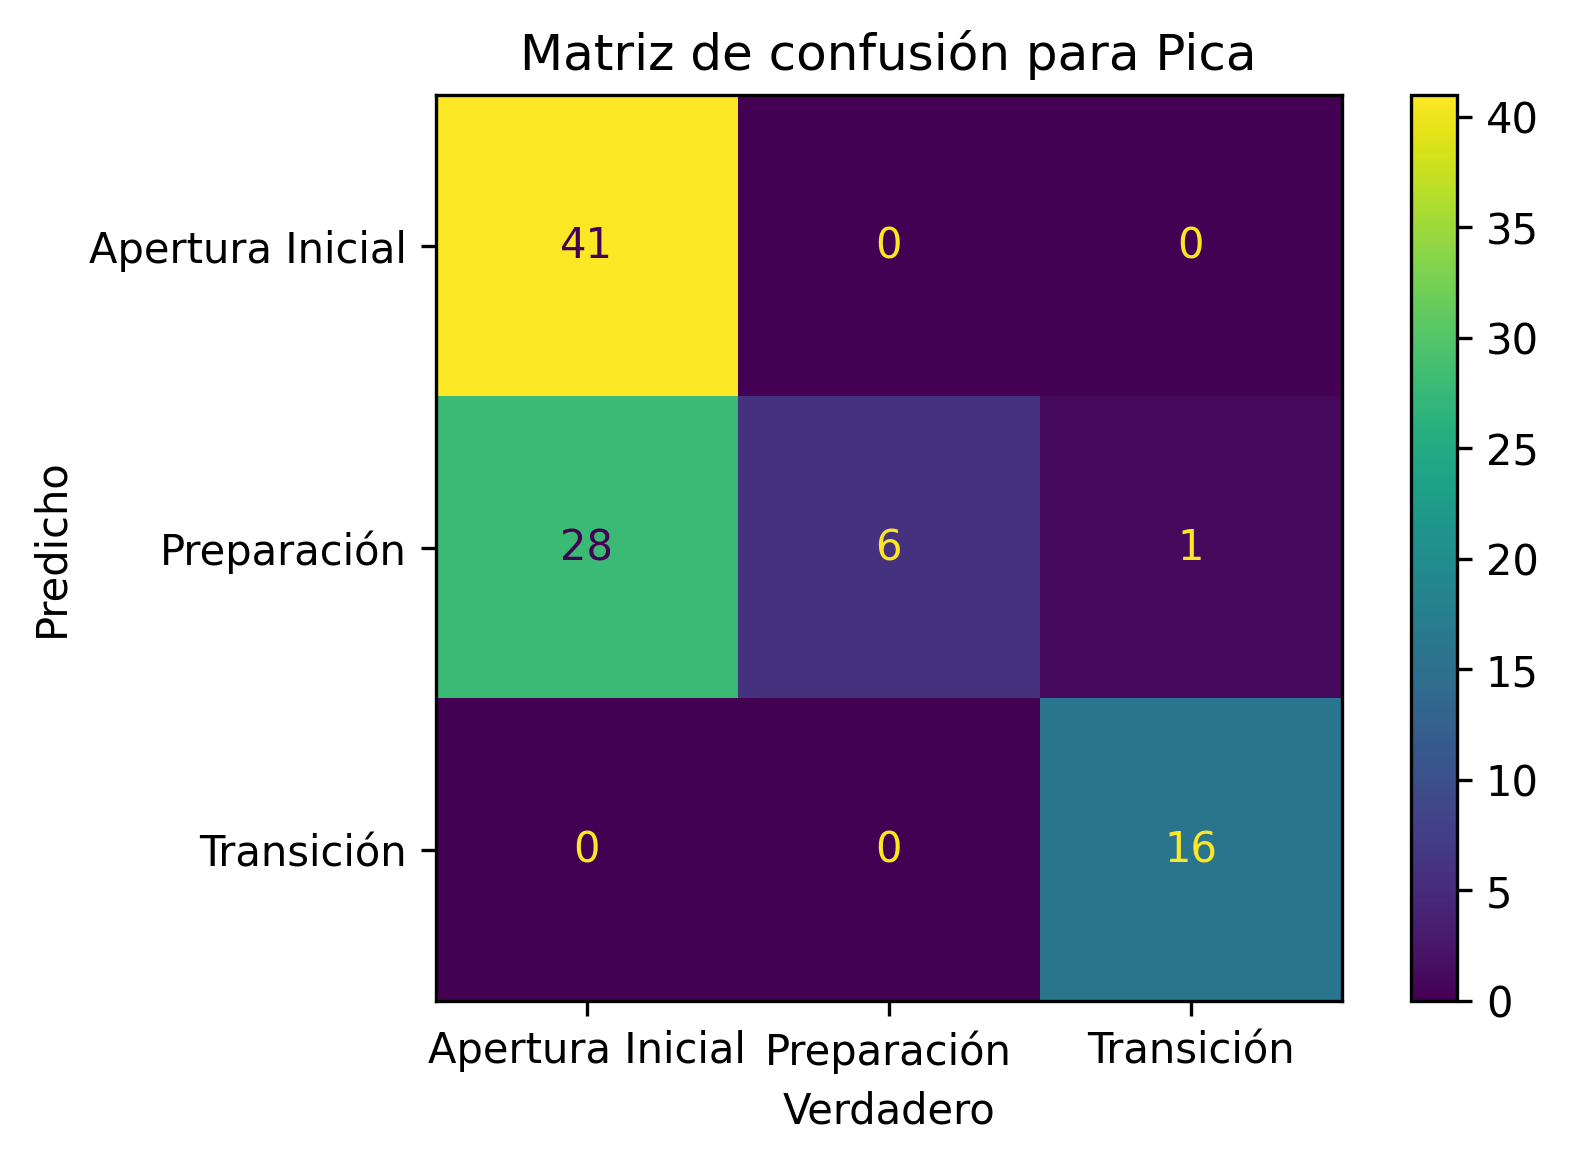 Matriz de confusión para Pica
Predicho
Apertura Inicial
41
0
0
Preparación
28
6
1
Transición
0
0
16
Apertura Inicial
Preparación
Transición
Verdadero
40
35
30
25
20
15
10
5
0